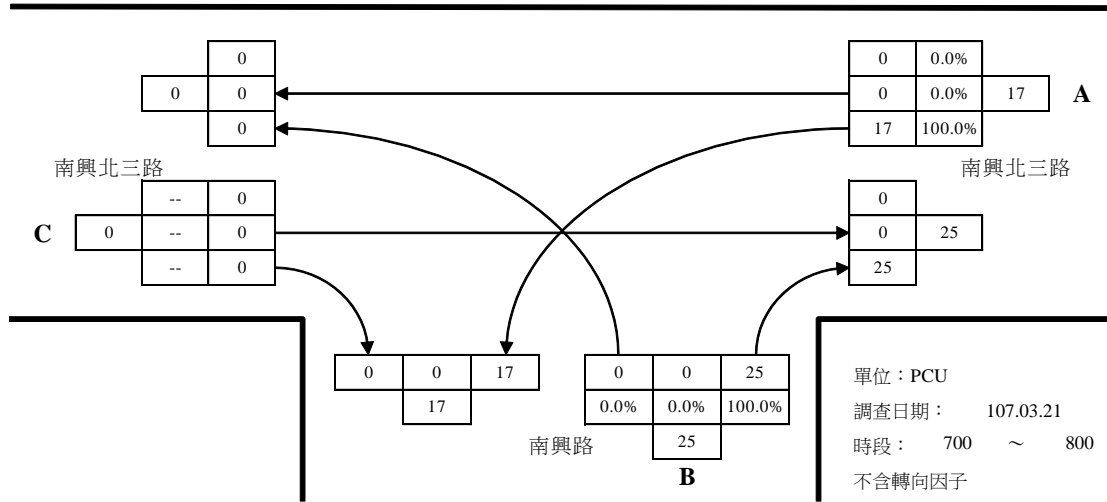 0
0 0
0
南興北三路
0 0.0%
0 0.0% 17
17 100.0%
A
南興北三路
-- 0
C 0 -- 0
-- 0
0
0 25
25
0 0 17
17
0 0 25
0.0% 0.0% 100.0%
25
南興路
B
單位：PCU
調查日期： 107.03.21
時段： 700 ～ 800
不含轉向因子